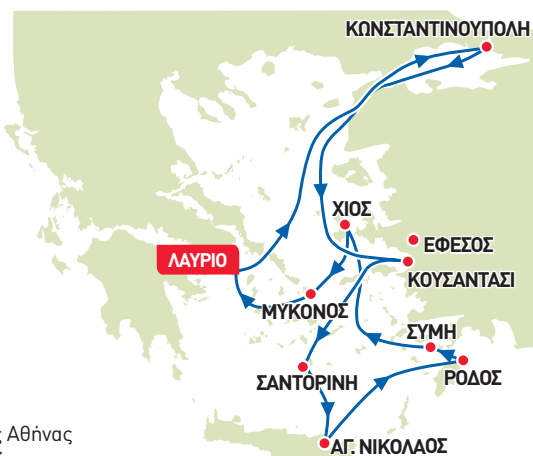 ΚΩΝΣΤΑΝΤΙΝΟΥΠΟΛΗ
ΧΙΟΣ
ΕΦΕΣΟΣ
ΛΑΥΡΙΟ
ΚΟΥΣΑΝΤΑΣΙ
ΜΥΚΟΝΟΣ
ΣΥΜΗ
ΣΑΝΤΟΡΙΝΗ
ΡΟΔΟΣ
Αθήνας
ΑΓ. ΝΙΚΟΛΑΟΣ